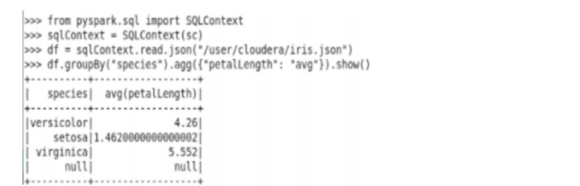 >>> from pyspark.sql import SQLContext
>>> sqlContext = SQLContext(sc)
>>> df = sqlContext.read.json("/user/cloudera/iris.json")
>>> df.groupBy("species").agg({"petalLength": "avg"}).show()
+----------+------------------+
|   species|  avg(petalLength)|
+----------+------------------+
|versicolor|              4.26|
|    setosa|1.4620000000000002|
| virginica|             5.552|
|      null|              null|
+----------+------------------+